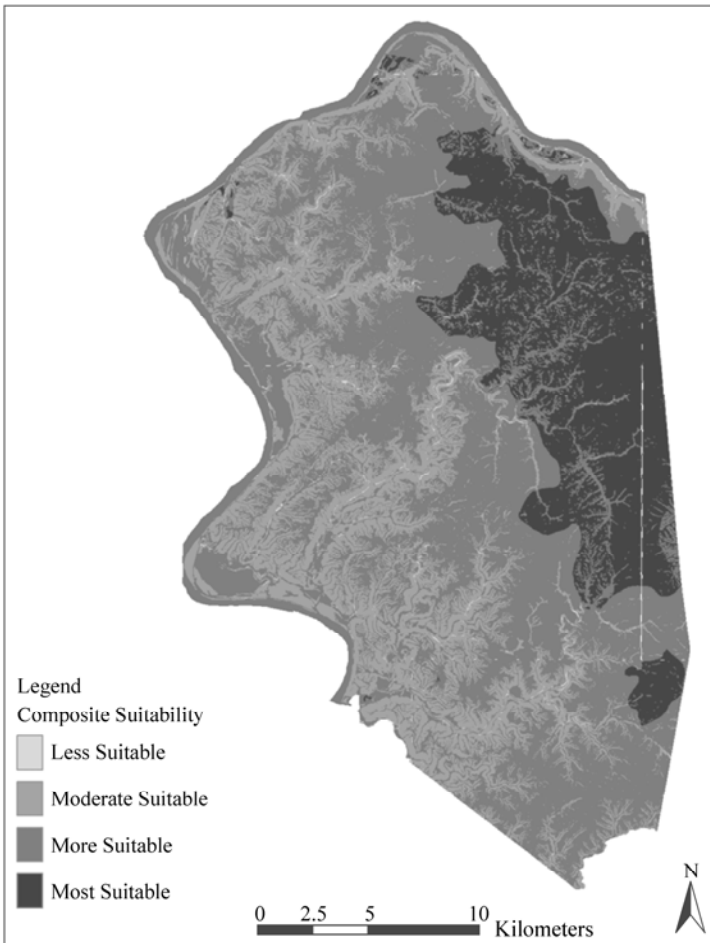 Legend
Composite Suitability
Less Suitable
Moderate Suitable
More Suitable
Most Suitable
0 2.5 5 10
Kilometers
N